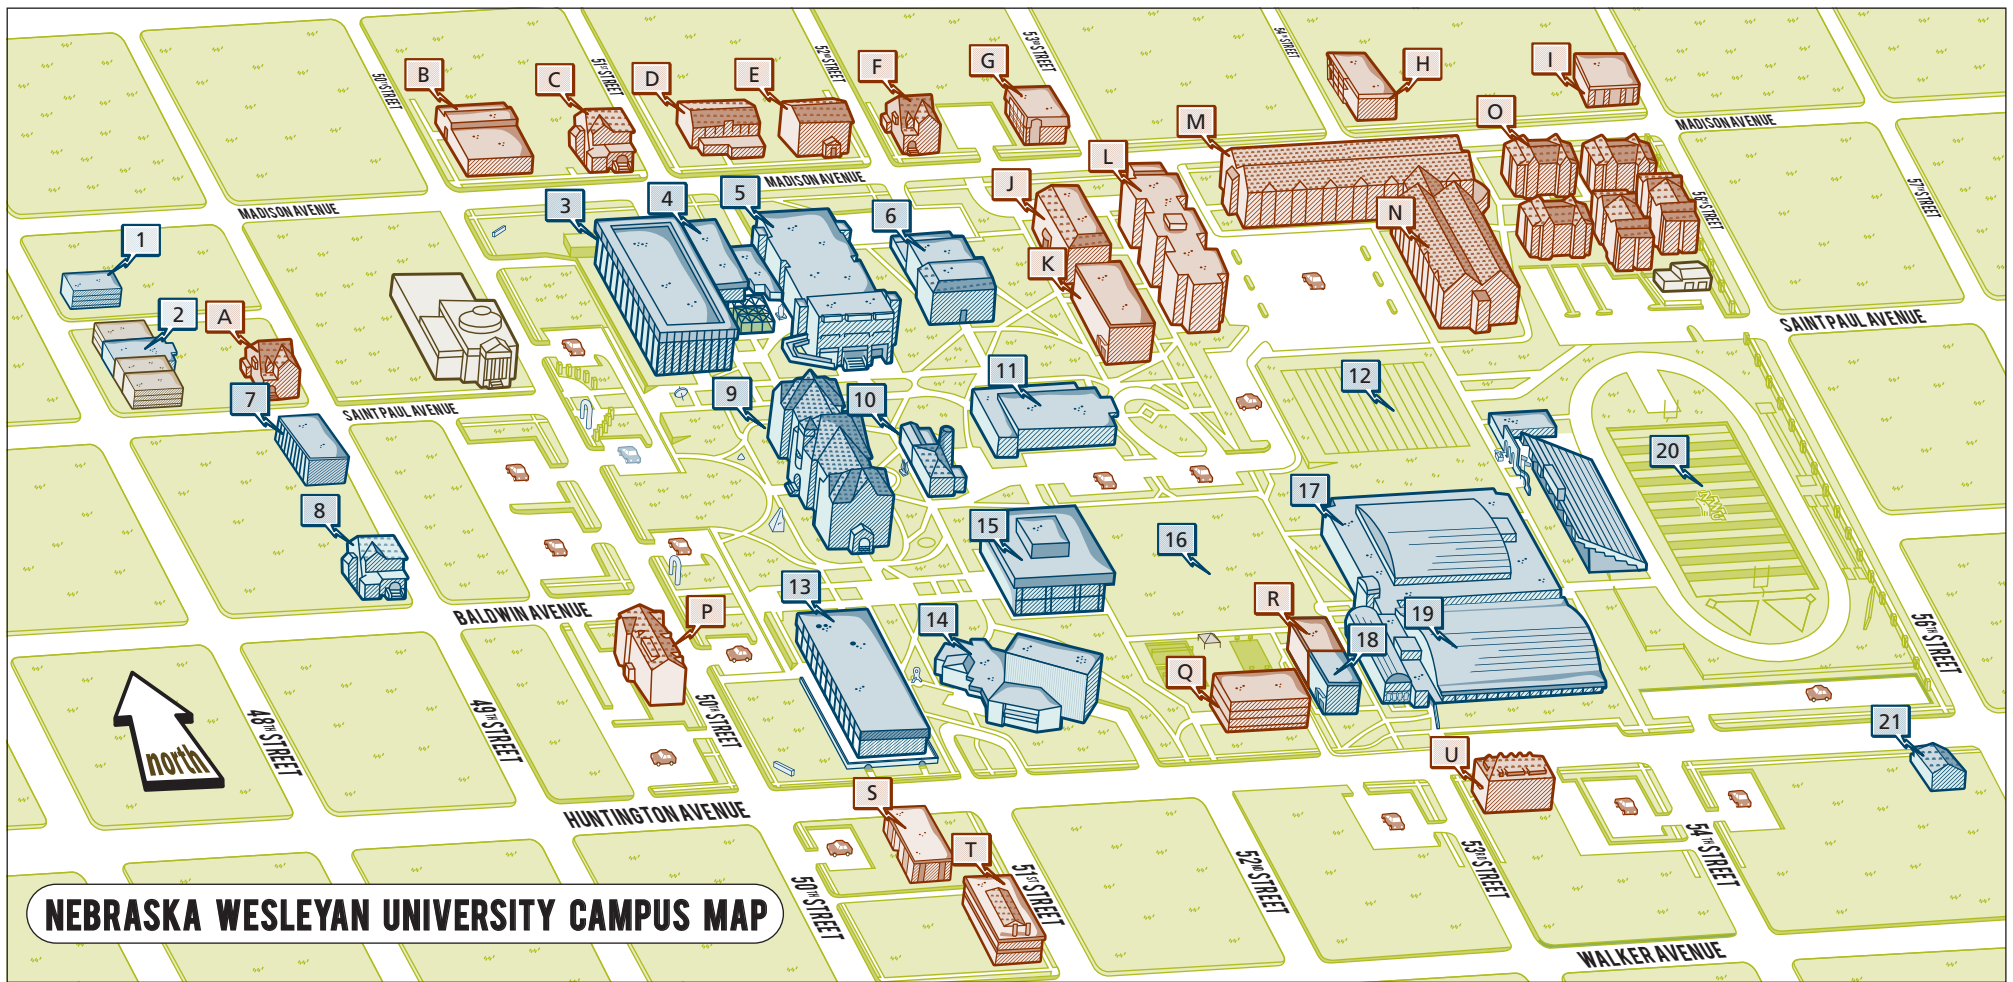 50TH STREET
51ST STREET
52ND STREET
53RD STREET
54TH STREET
B
C
D
E
F
G
H
I
MADISON AVENUE
M
O
L
MADISON AVENUE
J
MADISON AVENUE
3
4
5
6
N
56TH STREET
57TH STREET
1
K
2
A
SAINT PAUL AVENUE
7
SAINT PAUL AVENUE
9
10
11
12
20
8
15
16
17
BALDWIN AVENUE
P
13
14
R
19
18
56TH STREET
Q
north
48TH STREET
49TH STREET
50TH STREET
21
U
HUNTINGTON AVENUE
S
T
NEBRASKA WESLEYAN UNIVERSITY CAMPUS MAP
50TH STREET
51ST STREET
52ND STREET
53RD STREET
54TH STREET
WALKER AVENUE